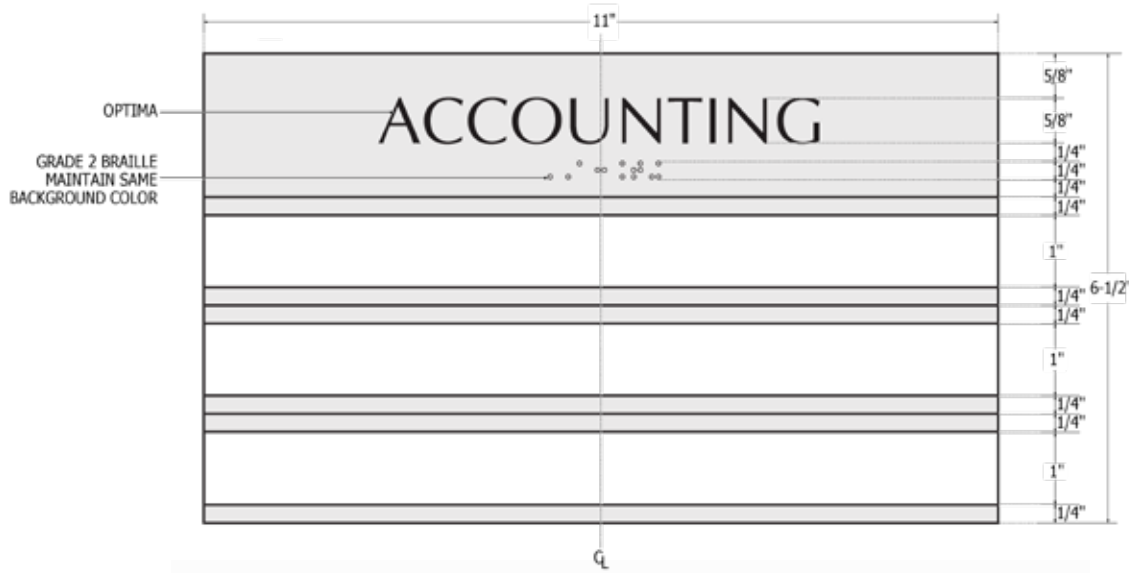 11"
5/8"
OPTIMA
ACCOUNTING
5/8"
1/4"
GRADE 2 BRAILLE
MAINTAIN SAME
BACKGROUND COLOR
1/4"
1/4"
1/4"
1"
6-1/2"
1/4"
1/4"
1"
1/4"
1/4"
1"
1/4"
CL